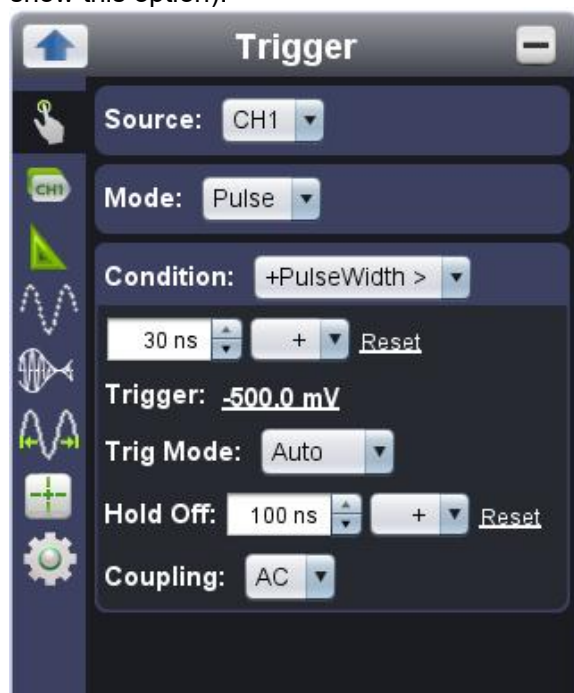 show this option).
Trigger
Source: CH1
CH1
Mode: Pulse
Condition: +PulseWidth >
30 ns + Reset
Trigger: -500.0 mV
Trig Mode: Auto
Hold Off: 100 ns + Reset
Coupling: AC